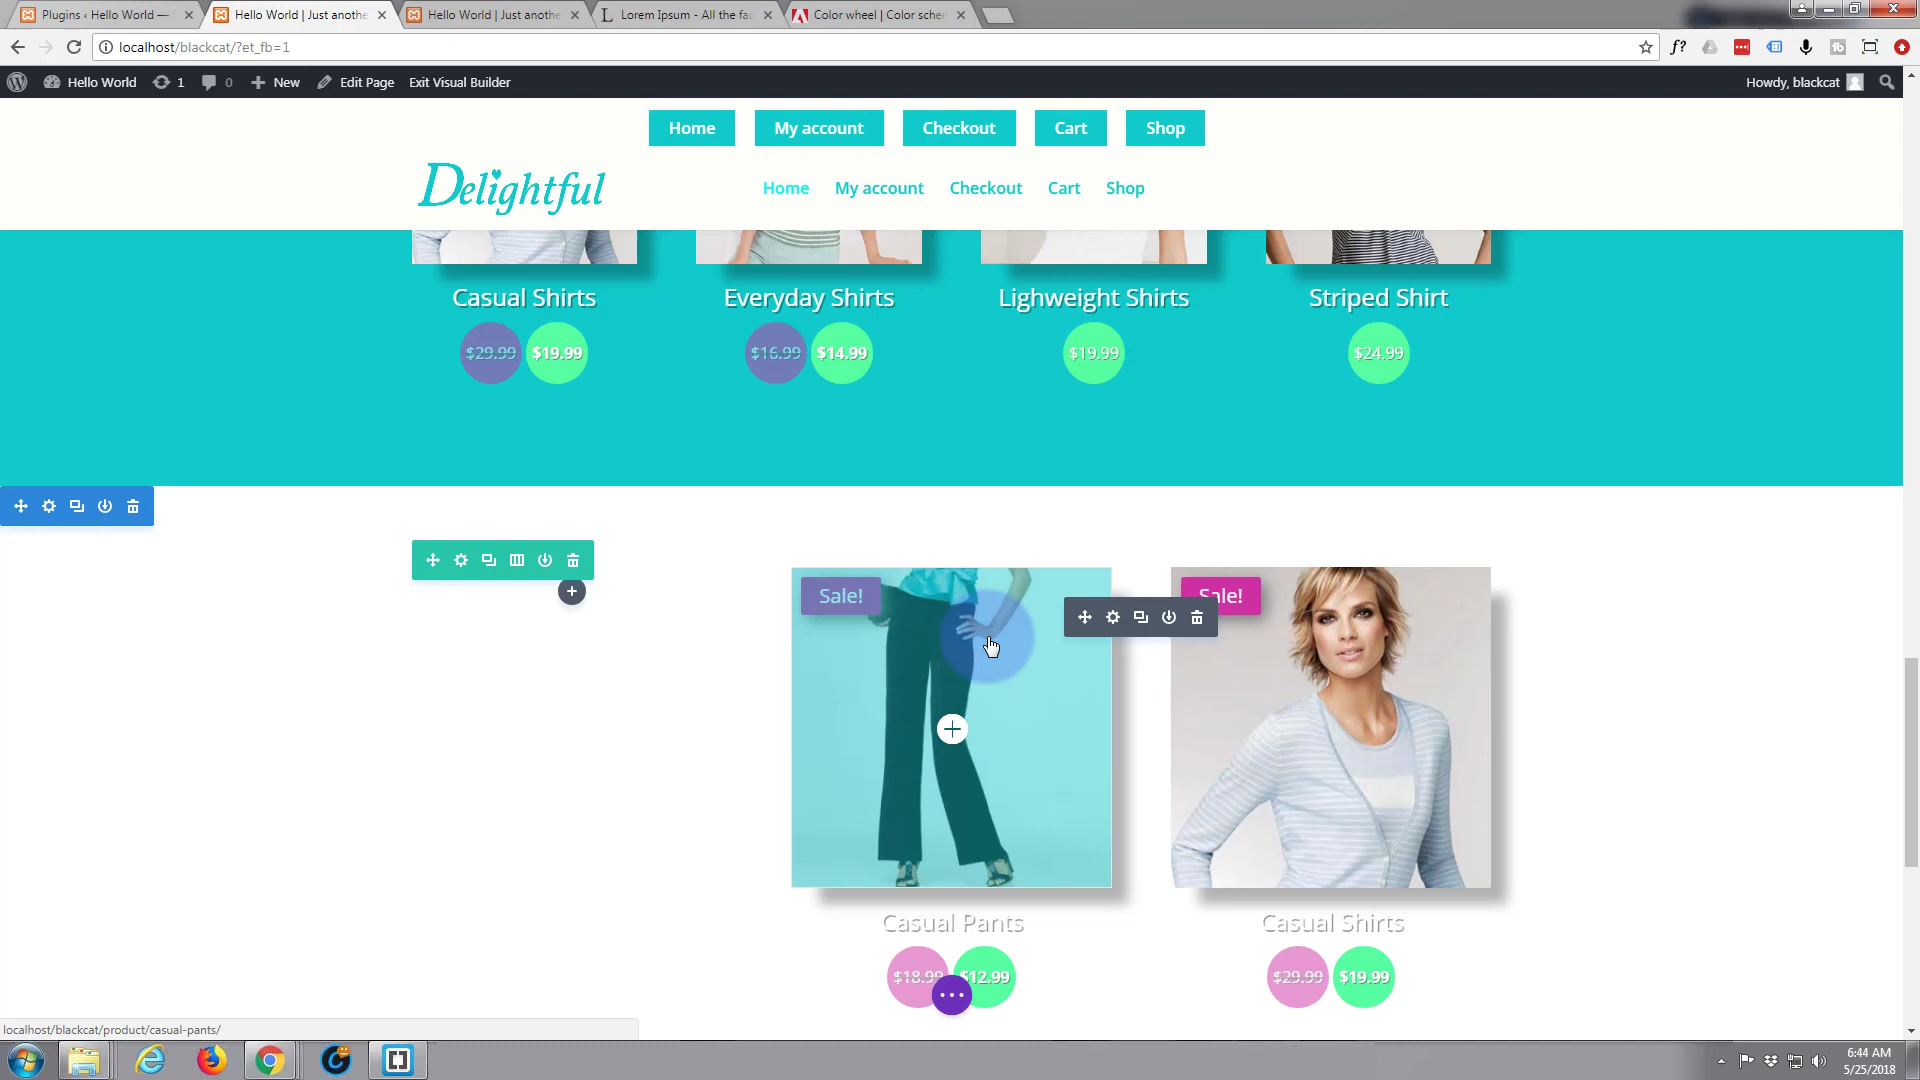 Plugins ‹ Hello World —
Hello World | Just anothe
Hello World | Just anothe
Lorem Ipsum - All the fac
Color wheel | Color scher
localhost/blackcat/?et_fb=1
f?
Hello World
1
0
New
Edit Page
Exit Visual Builder
Howdy, blackcat
Home
My account
Checkout
Cart
Shop
Delightful
Home
My account
Checkout
Cart
Shop
Casual Shirts
Everyday Shirts
Lighweight Shirts
Striped Shirt
$29.99 $19.99
$16.99 $14.99
$19.99
$24.99
Sale!
Sale!
Casual Pants
Casual Shirts
$18.99 $12.99
$29.99 $19.99
localhost/blackcat/product/casual-pants/
6:44 AM
5/25/2018